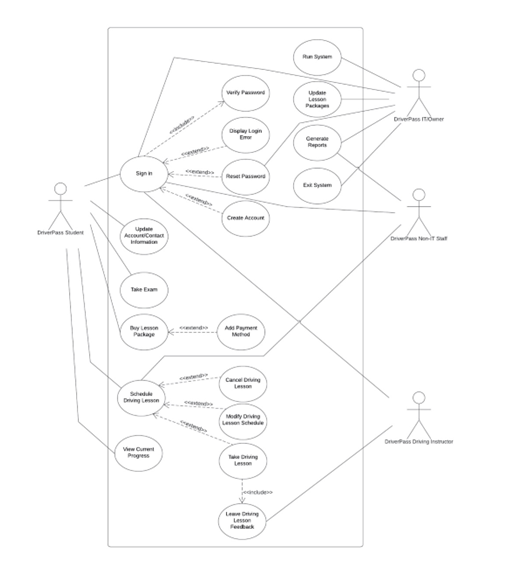 Run System
Verify Password
Update
Lesson
Packages
DriverPass IT/Owner
<<include>>
Display Login
Error
Generate
Reports
<<extend>>
Sign In
<<extend>>
Reset Password
Exit System
<<extend>>
Create Account
DriverPass Student
DriverPass Non-IT Staff
Update
Account/Contact
Information
Take Exam
Buy Lesson
Package
<<extend>>
Add Payment
Method
<<extend>>
Cancel Driving
Lesson
Schedule
Driving Lesson
<<extend>>
Modify Driving
Lesson Schedule
<<extend>>
DriverPass Driving Instructor
View Current
Progress
Take Driving
Lesson
<<include>>
Leave Driving
Lesson
Feedback